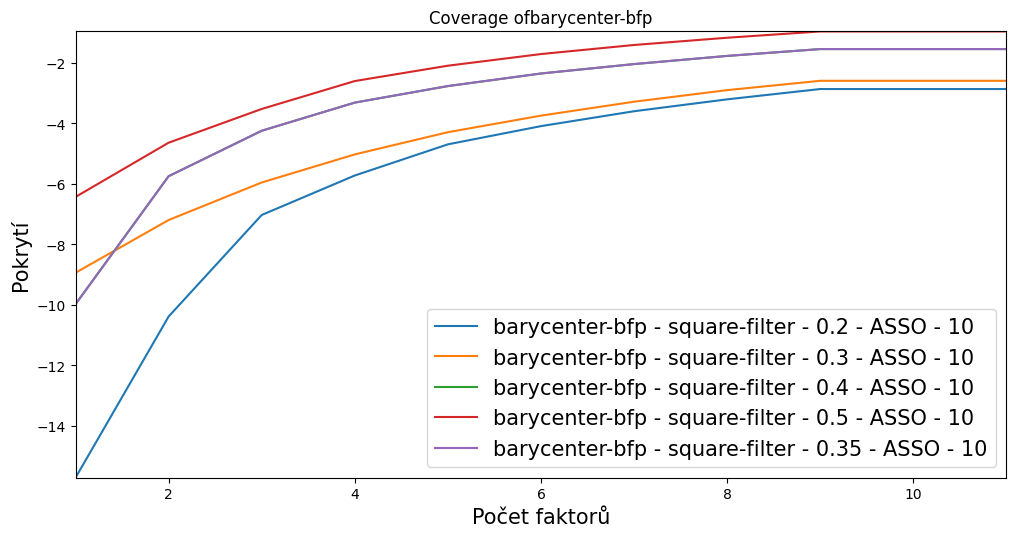 Coverage ofbarycenter-bfp
Pokrytí
−2
−4
−6
−8
−10
−12
−14
barycenter-bfp - square-filter - 0.2 - ASSO - 10
barycenter-bfp - square-filter - 0.3 - ASSO - 10
barycenter-bfp - square-filter - 0.4 - ASSO - 10
barycenter-bfp - square-filter - 0.5 - ASSO - 10
barycenter-bfp - square-filter - 0.35 - ASSO - 10
2 4 6 8 10
Počet faktorů